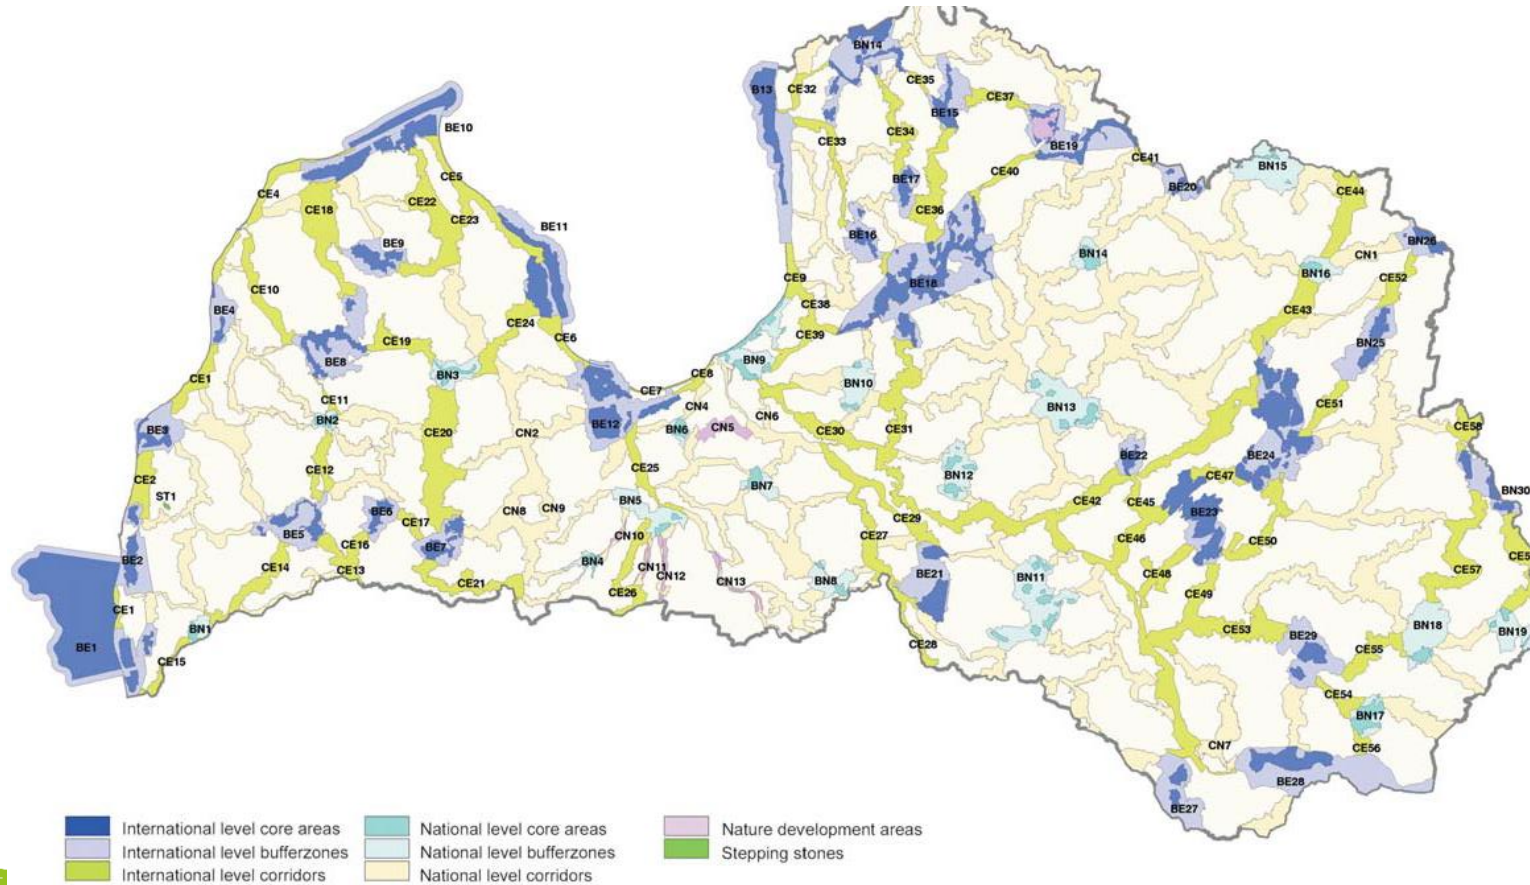 BN14
CE35
B13
CE32
CE37
BE15
BE10
CE34
CE33
BE19
CE41
BN15
CE5
CE40
BE17
BE20
CE4
CE44
CE22
CE18
CE36
CE23
BE11
BE16
BE9
BN26
BN14
CN1
BN16
CE9
CE52
BE18
CE10
CE38
BE4
CE43
CE24
CE39
CE6
CE19
BN25
BE8
BN9
BN3
CE8
CE1
BN10
CE7
CE11
CE51
CN4
BN13
CN6
BN2
BE12
CE58
BE3
BN6
CN5
CE30
CE31
CN2
CE20
BE22
BE24
CE25
CE12
BN12
CE47
CE2
BN7
BN30
ST1
BN5
CE42
CE45
CN9
CN8
BE6
BE23
CE29
CE17
BE5
CN10
CE27
CE46
CE50
CE16
BE7
CE5
BE2
BN4
CE14
CN11
CE13
CN12
CN13
BE21
CE48
CE57
BN11
BN8
CE21
CE26
CE49
CE1
BN1
CE53
BN18
BN19
BE29
BE1
CE28
CE55
CE15
CE54
BN17
CN7
CE56
BE28
BE27
International level core areas
National level core areas
Nature development areas
International level bufferzones
National level bufferzones
Stepping stones
International level corridors
National level corridors